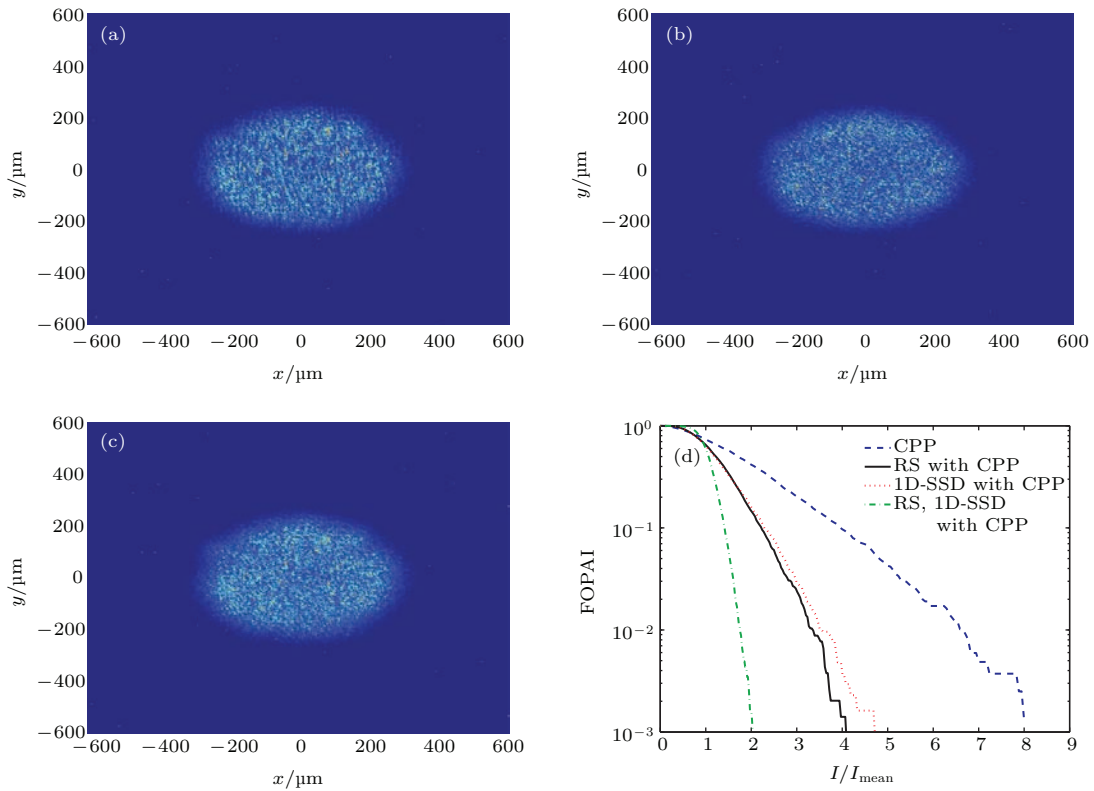 600
400
200
0
−200
−400
−600
(a)
y/µm
−600 −400 −200 0 200 400 600
x/µm
600
400
200
0
−200
−400
−600
(b)
y/µm
−600 −400 −200 0 200 400 600
x/µm
600
400
200
0
−200
−400
−600
(c)
y/µm
−600 −400 −200 0 200 400 600
x/µm
10^0
10^−1
10^−2
10^−3
(d)
CPP
RS with CPP
1D-SSD with CPP
RS, 1D-SSD
with CPP
FOPAI
0 1 2 3 4 5 6 7 8 9
I/I_mean